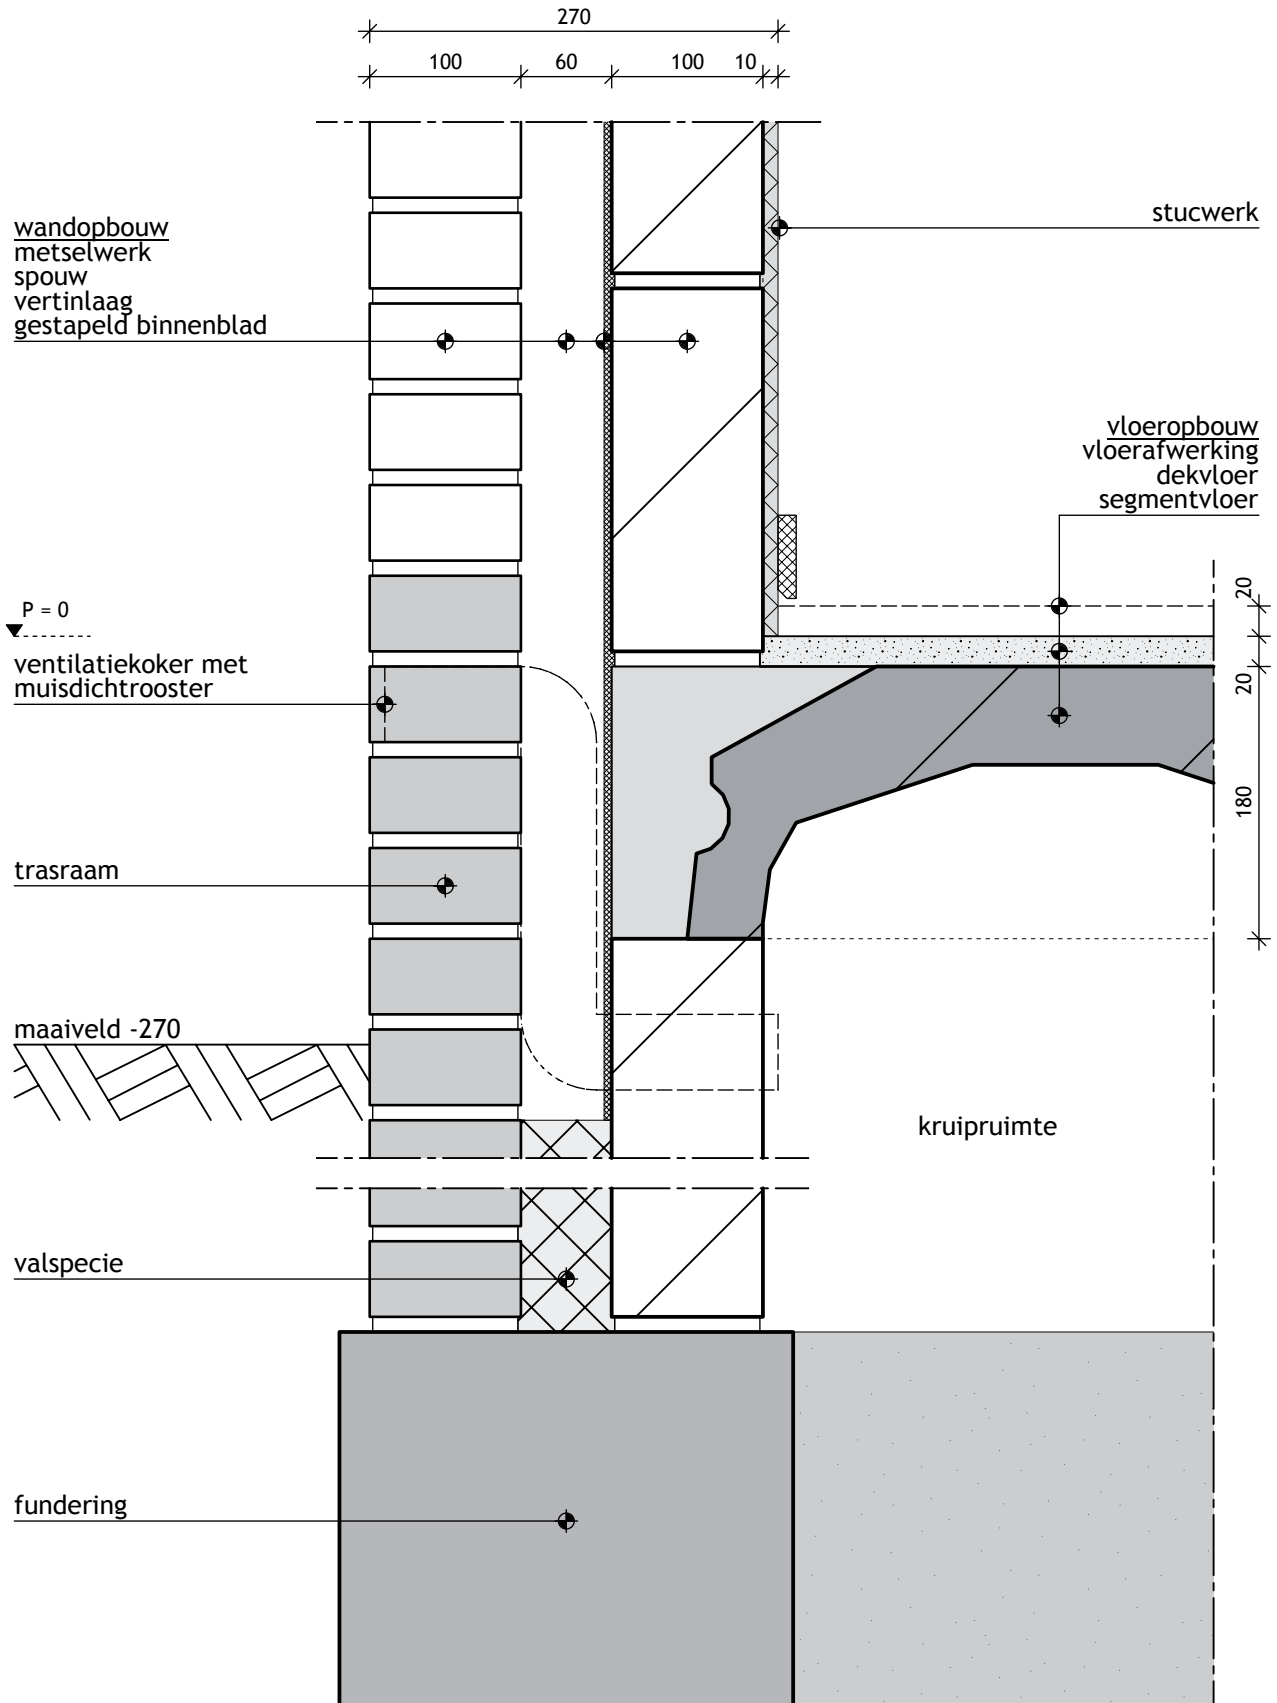 270
100
60
100
10
wandopbouw
metselwerk
spouw
vertinlaag
gestapeld binnenblad
stucwerk
vloeropbouw
vloerafwerking
dekvloer
segmentvloer
20
P = 0
ventilatiekoker met
muisdichtrooster
20
180
trasraam
maaiveld -270
kruipruimte
valspecie
fundering